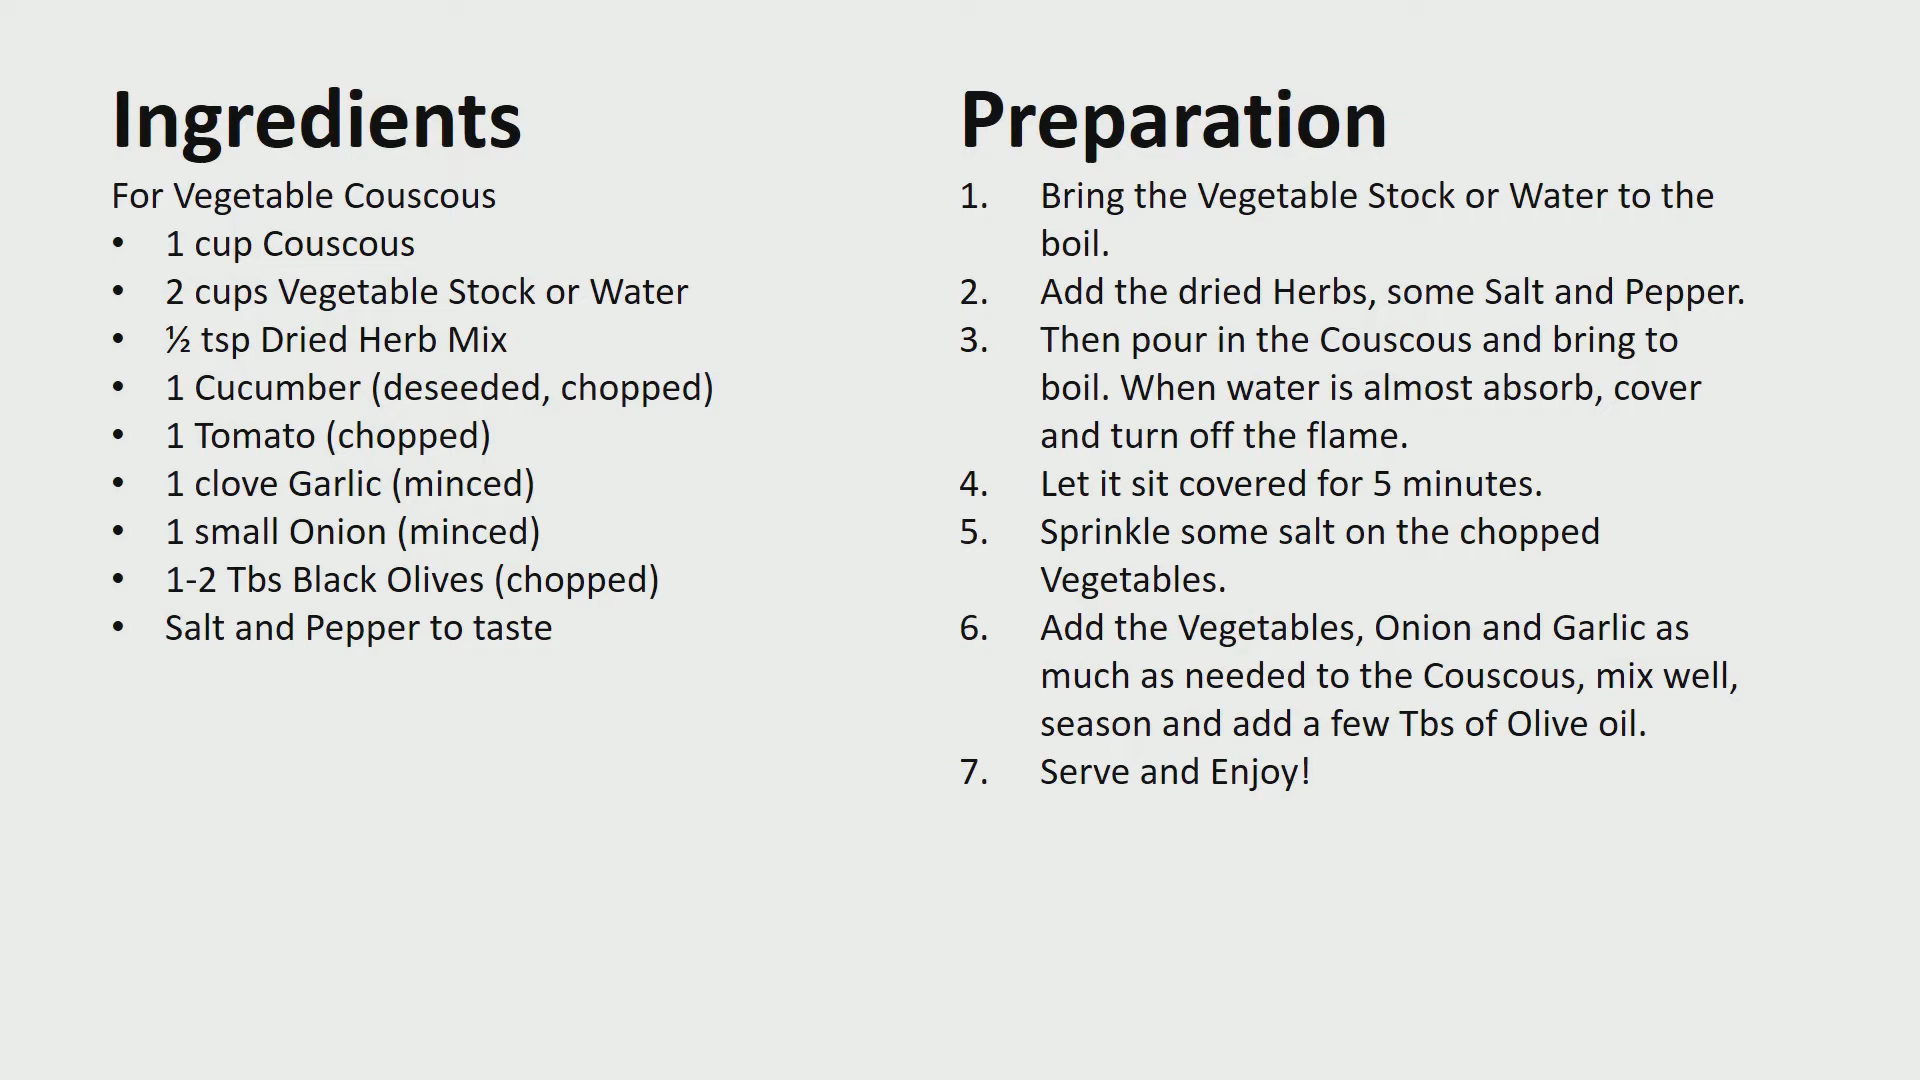 Ingredients
For Vegetable Couscous
• 1 cup Couscous
• 2 cups Vegetable Stock or Water
• ½ tsp Dried Herb Mix
• 1 Cucumber (deseeded, chopped)
• 1 Tomato (chopped)
• 1 clove Garlic (minced)
• 1 small Onion (minced)
• 1-2 Tbs Black Olives (chopped)
• Salt and Pepper to taste
Preparation
1. Bring the Vegetable Stock or Water to the
boil.
2. Add the dried Herbs, some Salt and Pepper.
3. Then pour in the Couscous and bring to
boil. When water is almost absorb, cover
and turn off the flame.
4. Let it sit covered for 5 minutes.
5. Sprinkle some salt on the chopped
Vegetables.
6. Add the Vegetables, Onion and Garlic as
much as needed to the Couscous, mix well,
season and add a few Tbs of Olive oil.
7. Serve and Enjoy!